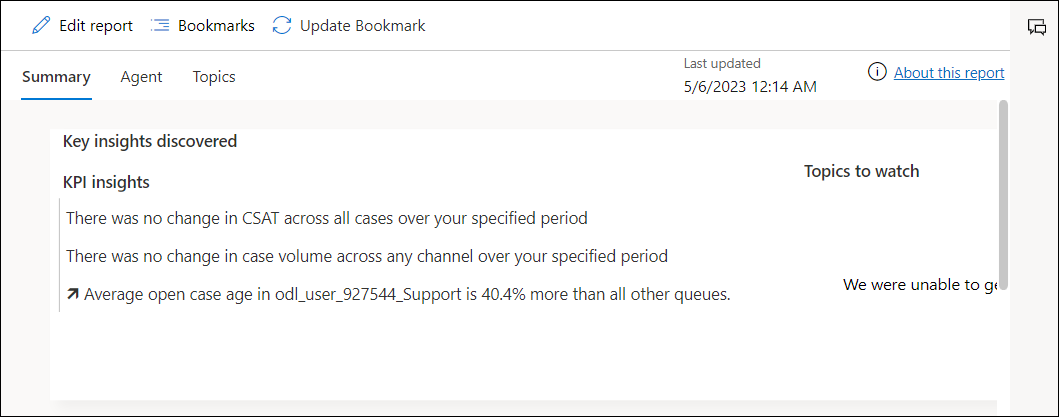 Edit report
Bookmarks
Update Bookmark
Summary
Agent
Topics
Last updated
5/6/2023 12:14 AM
About this report
Key insights discovered
KPI insights
There was no change in CSAT across all cases over your specified period
There was no change in case volume across any channel over your specified period
Average open case age in odl_user_927544_Support is 40.4% more than all other queues.
Topics to watch
We were unable to ge